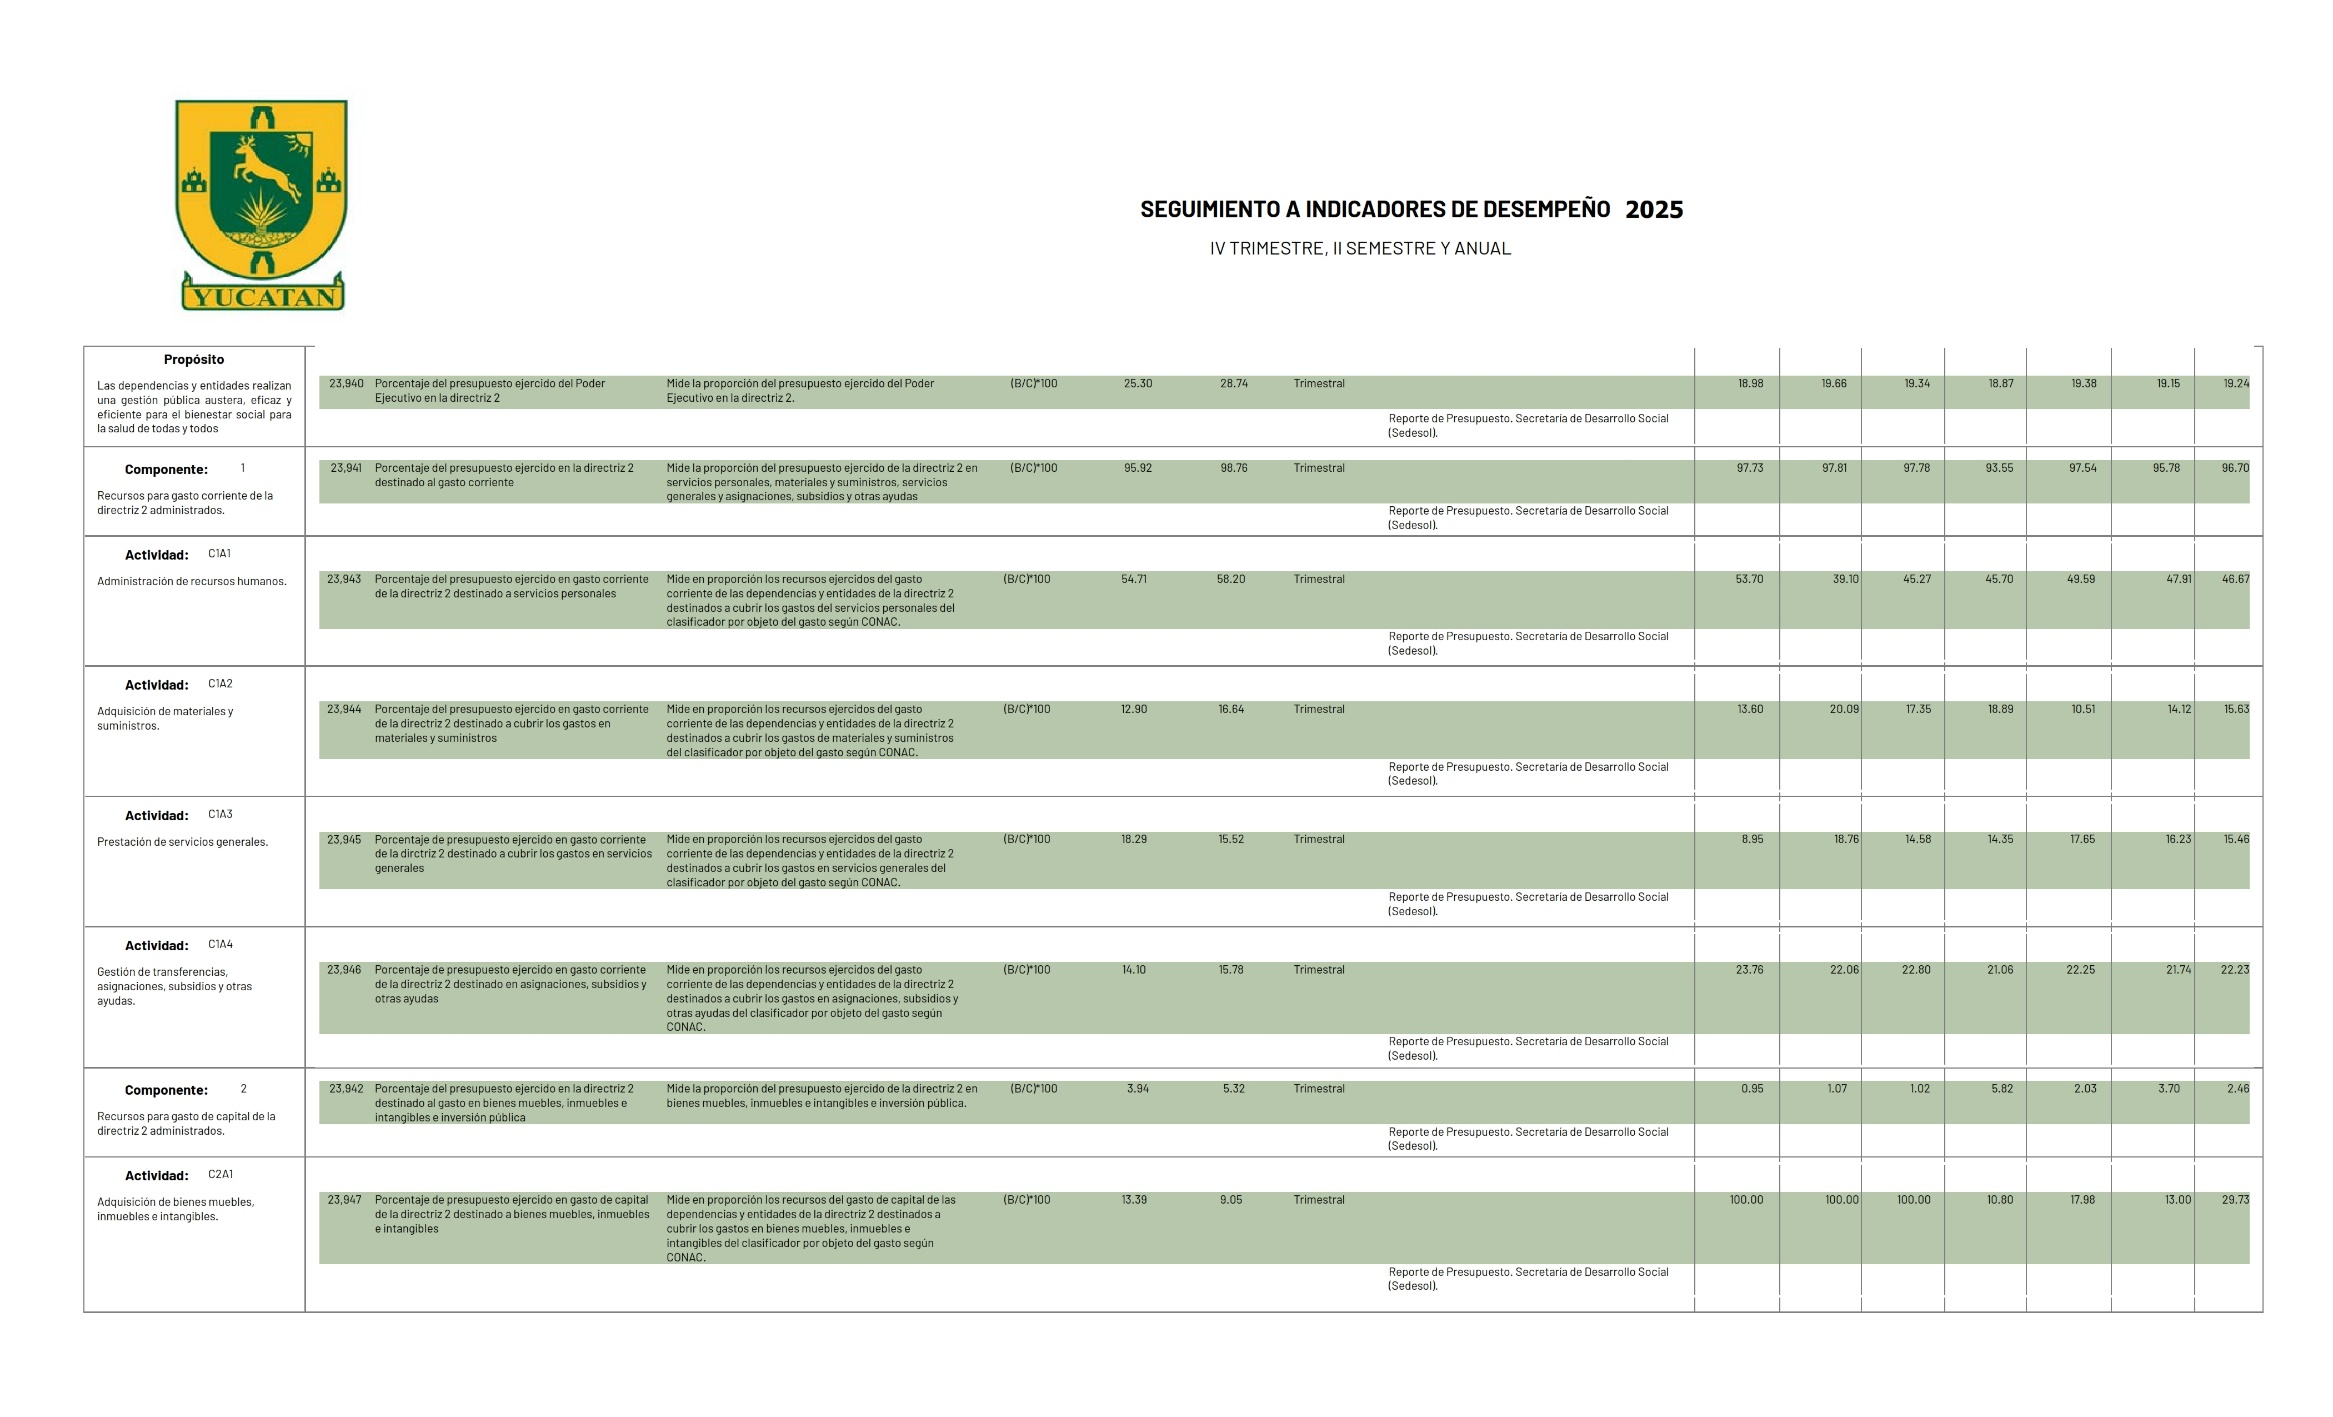 YUCATAN
SEGUIMIENTO A INDICADORES DE DESEMPEÑO 2025
IV TRIMESTRE, II SEMESTRE Y ANUAL
Propósito
Las dependencias y entidades realizan
una gestión pública austera, eficaz y
eficiente para el bienestar social para
la salud de todas y todos
23,940 Porcentaje del presupuesto ejercido del Poder
Ejecutivo en la directriz 2
Mide la proporción del presupuesto ejercido del Poder
Ejecutivo en la directriz 2.
(B/C)*100 25.30 28.74 Trimestral
18.98 19.66 19.34 18.87 19.38 19.15 19.24
Reporte de Presupuesto. Secretaría de Desarrollo Social
(Sedesol).
Componente: 1
Recursos para gasto corriente de la
directriz 2 administrados.
23,941 Porcentaje del presupuesto ejercido en la directriz 2
destinado al gasto corriente
Mide la proporción del presupuesto ejercido de la directriz 2 en
servicios personales, materiales y suministros, servicios
generales y asignaciones, subsidios y otras ayudas
(B/C)*100 95.92 98.76 Trimestral
97.73 97.81 97.78 93.55 97.54 95.78 96.70
Reporte de Presupuesto. Secretaría de Desarrollo Social
(Sedesol).
Actividad: C1A1
Administración de recursos humanos.
23,943 Porcentaje del presupuesto ejercido en gasto corriente
de la directriz 2 destinado a servicios personales
Mide en proporción los recursos ejercidos del gasto
corriente de las dependencias y entidades de la directriz 2
destinados a cubrir los gastos del servicios personales del
clasificador por objeto del gasto según CONAC.
(B/C)*100 54.71 58.20 Trimestral
53.70 39.10 45.27 45.70 49.59 47.91 46.67
Reporte de Presupuesto. Secretaría de Desarrollo Social
(Sedesol).
Actividad: C1A2
Adquisición de materiales y
suministros.
23,944 Porcentaje del presupuesto ejercido en gasto corriente
de la directriz 2 destinado a cubrir los gastos en
materiales y suministros
Mide en proporción los recursos ejercidos del gasto
corriente de las dependencias y entidades de la directriz 2
destinados a cubrir los gastos de materiales y suministros
del clasificador por objeto del gasto según CONAC.
(B/C)*100 12.90 16.64 Trimestral
13.60 20.09 17.35 18.89 10.51 14.12 15.63
Reporte de Presupuesto. Secretaría de Desarrollo Social
(Sedesol).
Actividad: C1A3
Prestación de servicios generales.
23,945 Porcentaje de presupuesto ejercido en gasto corriente
de la dirctriz 2 destinado a cubrir los gastos en servicios
generales
Mide en proporción los recursos ejercidos del gasto
corriente de las dependencias y entidades de la directriz 2
destinados a cubrir los gastos en servicios generales del
clasificador por objeto del gasto según CONAC.
(B/C)*100 18.29 15.52 Trimestral
8.95 18.76 14.58 14.35 17.65 16.23 15.46
Reporte de Presupuesto. Secretaría de Desarrollo Social
(Sedesol).
Actividad: C1A4
Gestión de transferencias,
asignaciones, subsidios y otras
ayudas.
23,946 Porcentaje de presupuesto ejercido en gasto corriente
de la directriz 2 destinado en asignaciones, subsidios y
otras ayudas
Mide en proporción los recursos ejercidos del gasto
corriente de las dependencias y entidades de la directriz 2
destinados a cubrir los gastos en asignaciones, subsidios y
otras ayudas del clasificador por objeto del gasto según
CONAC.
(B/C)*100 14.10 15.78 Trimestral
23.76 22.06 22.80 21.06 22.25 21.74 22.23
Reporte de Presupuesto. Secretaría de Desarrollo Social
(Sedesol).
Componente: 2
Recursos para gasto de capital de la
directriz 2 administrados.
23,942 Porcentaje del presupuesto ejercido en la directriz 2
destinado al gasto en bienes muebles, inmuebles e
intangibles e inversión pública
Mide la proporción del presupuesto ejercido de la directriz 2 en
bienes muebles, inmuebles e intangibles e inversión pública.
(B/C)*100 3.94 5.32 Trimestral
0.95 1.07 1.02 5.82 2.03 3.70 2.46
Reporte de Presupuesto. Secretaría de Desarrollo Social
(Sedesol).
Actividad: C2A1
Adquisición de bienes muebles,
inmuebles e intangibles.
23,947 Porcentaje de presupuesto ejercido en gasto de capital
de la directriz 2 destinado a bienes muebles, inmuebles
e intangibles
Mide en proporción los recursos del gasto de capital de las
dependencias y entidades de la directriz 2 destinados a
cubrir los gastos en bienes muebles, inmuebles e
intangibles del clasificador por objeto del gasto según
CONAC.
(B/C)*100 13.39 9.05 Trimestral
100.00 100.00 100.00 10.80 17.98 13.00 29.73
Reporte de Presupuesto. Secretaría de Desarrollo Social
(Sedesol).